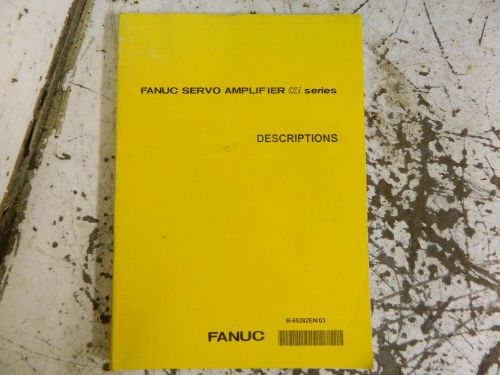 FANUC SERVO AMPLIFIER αi series
DESCRIPTIONS
B-65282EN/03
FANUC